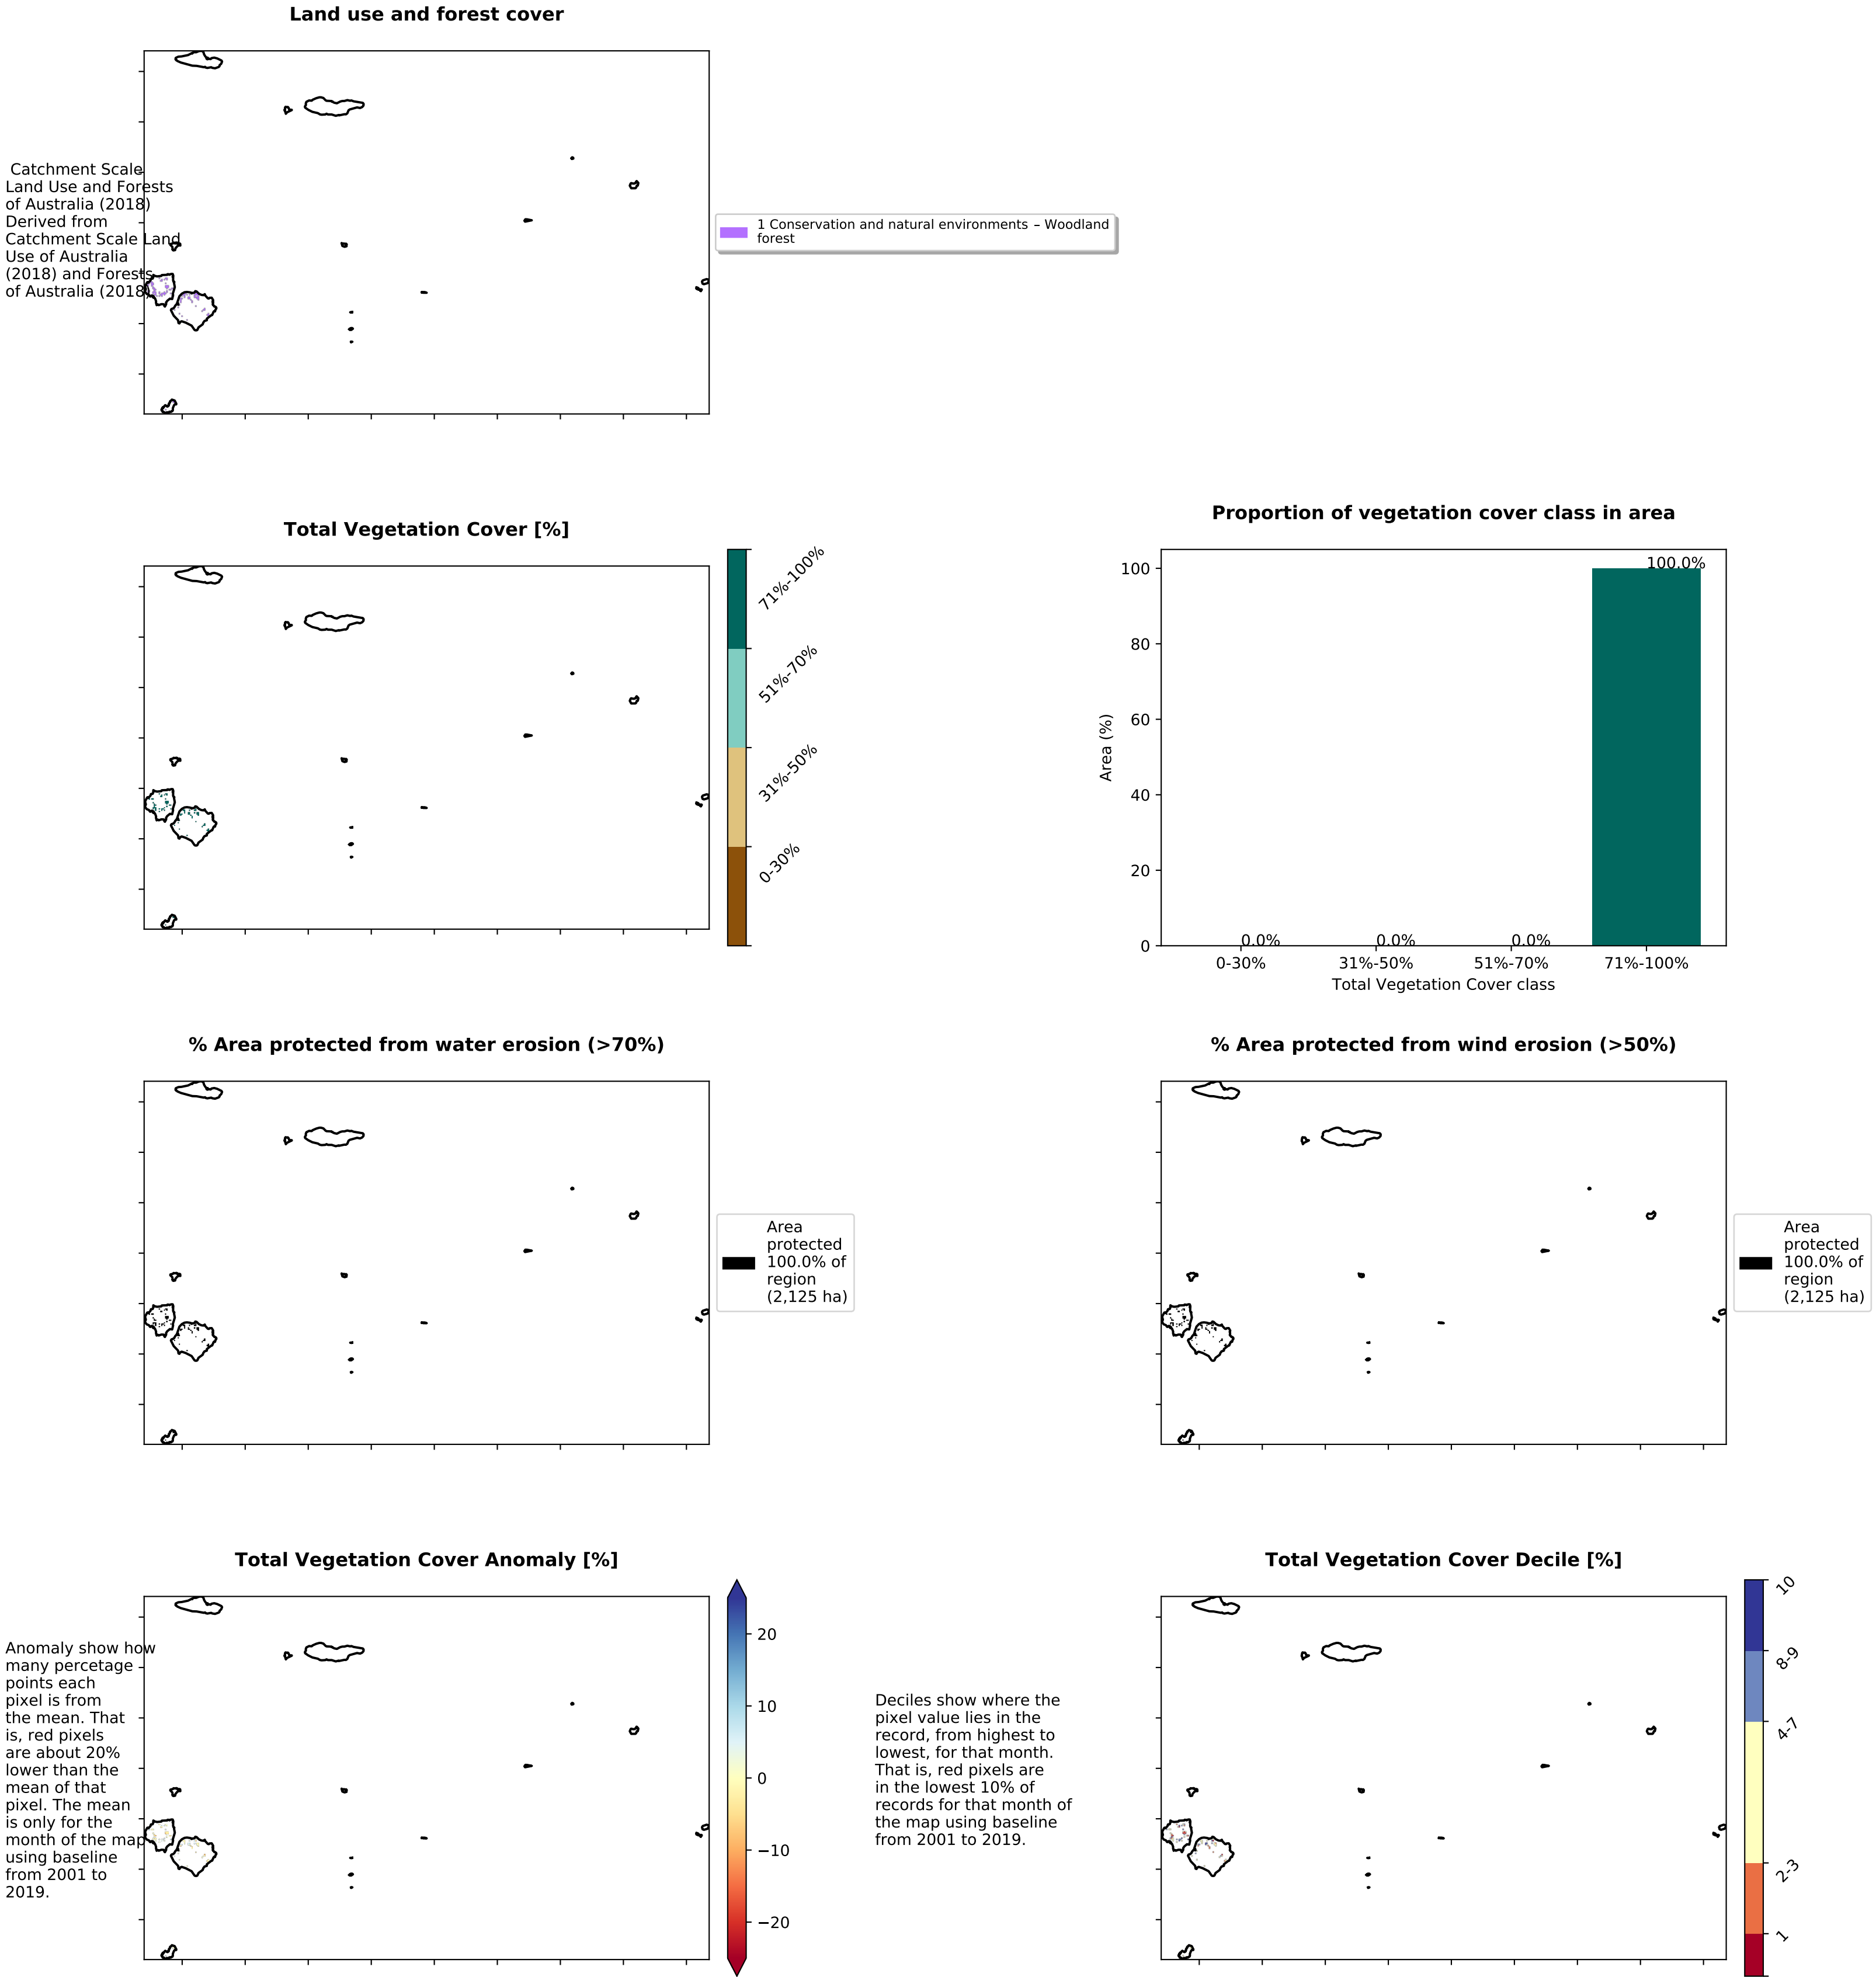 Land use and forest cover
Catchment Scale
Land Use and Forests
of Australia (2018)
Derived from
Catchment Scale Land
Use of Australia
(2018) and Forests
of Australia (2018)
1 Conservation and natural environments – Woodland
forest
Total Vegetation Cover [%]
71%-100%
51%-70%
31%-50%
0-30%
Proportion of vegetation cover class in area
100.0%
100
80
60
40
20
0
Area (%)
0.0%
0.0%
0.0%
0-30%
31%-50%
51%-70%
71%-100%
Total Vegetation Cover class
% Area protected from water erosion (>70%)
Area
protected
100.0% of
region
(2,125 ha)
% Area protected from wind erosion (>50%)
Area
protected
100.0% of
region
(2,125 ha)
Total Vegetation Cover Anomaly [%]
Anomaly show how
many percetage
points each
pixel is from
the mean. That
is, red pixels
are about 20%
lower than the
mean of that
pixel. The mean
is only for the
month of the map
using baseline
from 2001 to
2019.
20
10
0
−10
−20
Total Vegetation Cover Decile [%]
Deciles show where the
pixel value lies in the
record, from highest to
lowest, for that month.
That is, red pixels are
in the lowest 10% of
records for that month of
the map using baseline
from 2001 to 2019.
10
8-9
4-7
2-3
1